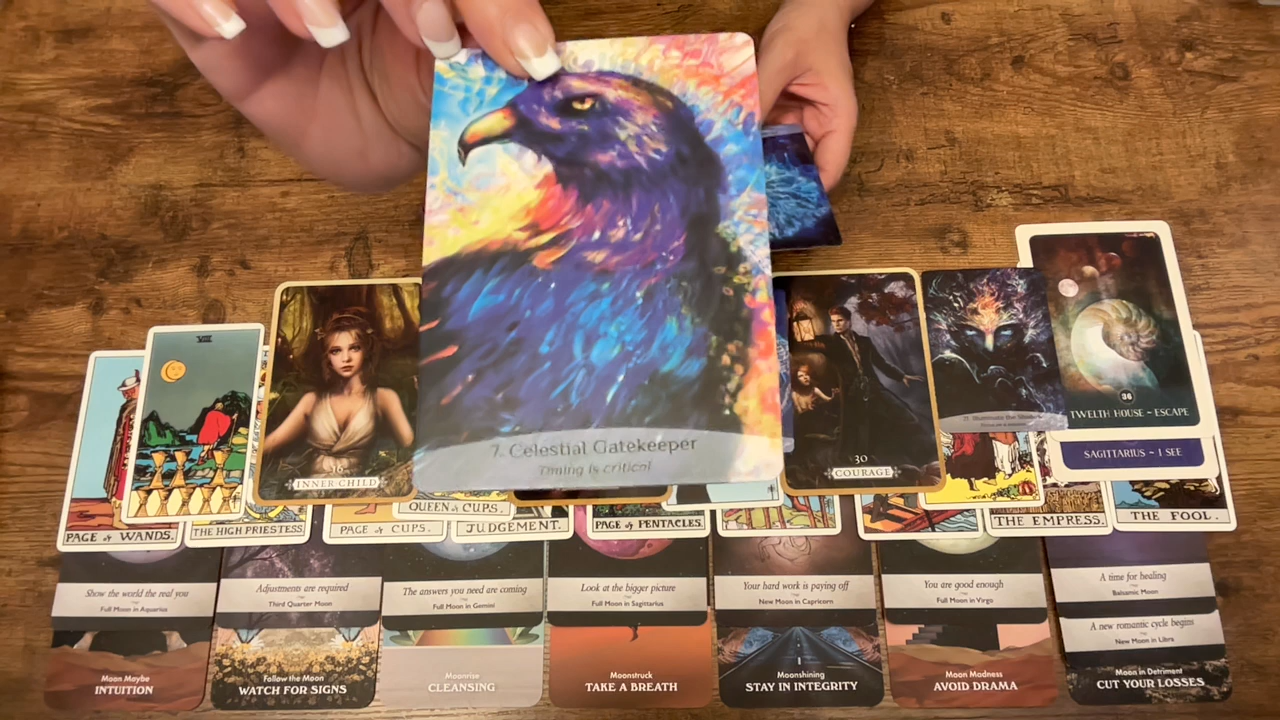 7. Celestial Gatekeeper
Timing is critical
VIII
36
INNER CHILD
30
COURAGE
36
TWELTH HOUSE - ESCAPE
SAGITTARIUS - I SEE
PAGE of WANDS.
THE HIGH PRIESTESS
PAGE of CUPS.
QUEEN of CUPS.
JUDGEMENT.
PAGE of PENTACLES.
THE EMPRESS.
THE FOOL.
Show the world the real you
Full Moon in Aquarius
Adjustments are required
Third Quarter Moon
The answers you need are coming
Full Moon in Gemini
Look at the bigger picture
Full Moon in Sagittarius
Your hard work is paying off
New Moon in Capricorn
You are good enough
Full Moon in Virgo
A time for healing
Balsamic Moon
A new romantic cycle begins
New Moon in Libra
Moon Maybe
INTUITION
Follow the Moon
WATCH FOR SIGNS
Moonrise
CLEANSING
Moonstruck
TAKE A BREATH
Moonshining
STAY IN INTEGRITY
Moon Madness
AVOID DRAMA
Moon in Detriment
CUT YOUR LOSSES